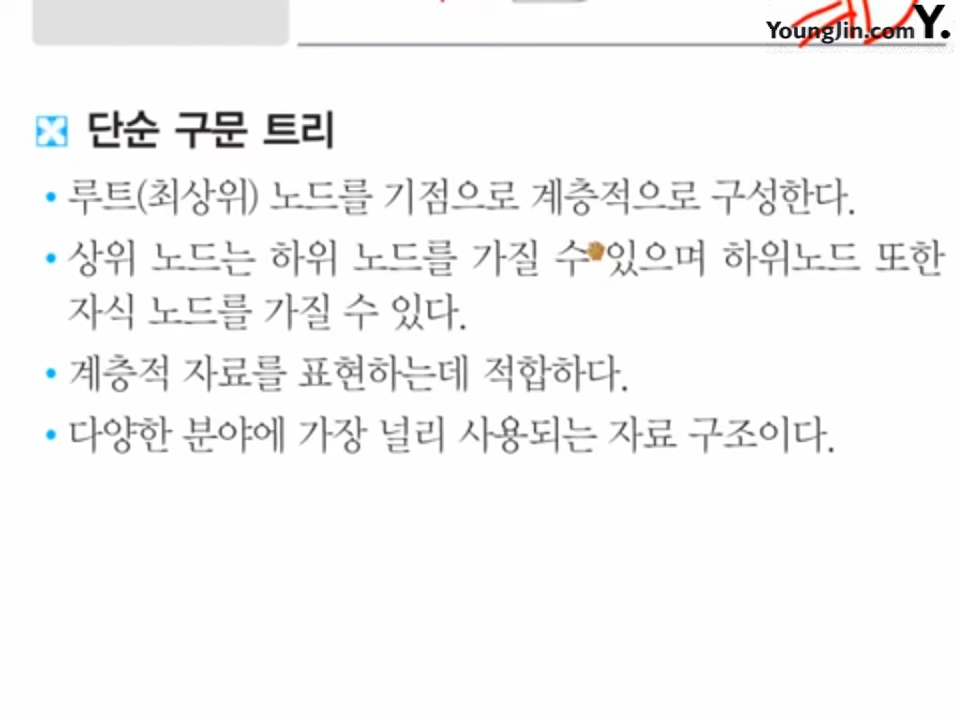 YoungJin.com Y.
단순 구문 트리
• 루트(최상위) 노드를 기점으로 계층적으로 구성한다.
• 상위 노드는 하위 노드를 가질 수 있으며 하위노드 또한
자식 노드를 가질 수 있다.
• 계층적 자료를 표현하는데 적합하다.
• 다양한 분야에 가장 널리 사용되는 자료 구조이다.